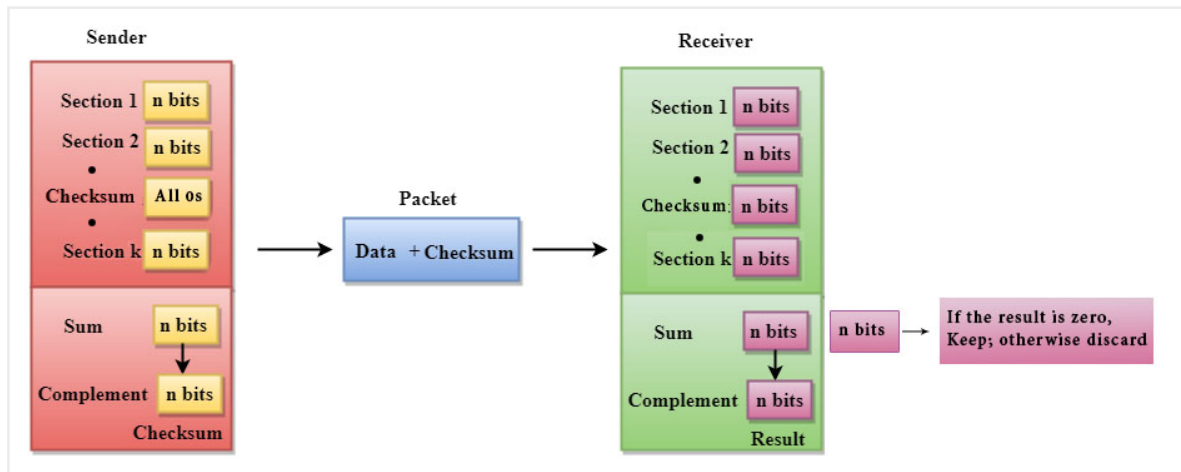 Sender
Section 1 n bits
Section 2 n bits
Checksum All os
Section k n bits
Sum n bits
Complement n bits
Checksum
Packet
Data + Checksum
Receiver
Section 1 n bits
Section 2 n bits
Checksum: n bits
Section k n bits
Sum n bits
Complement n bits
Result
n bits
If the result is zero,
Keep; otherwise discard